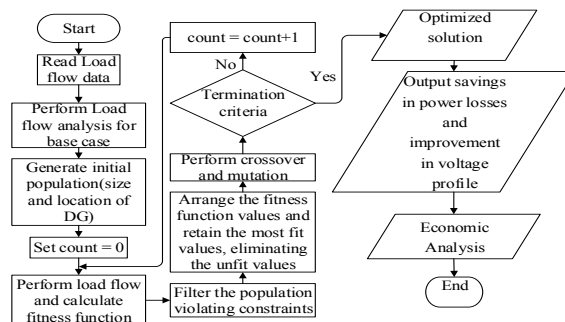 Start
Read Load
flow data
Perform Load
flow analysis for
base case
Generate initial
population(size
and location of
DG)
Set count = 0
Perform load flow
and calculate
fitness function
Filter the population
violating constraints
Arrange the fitness
function values and
retain the most fit
values, eliminating
the unfit values
Perform crossover
and mutation
Termination
criteria
No
Yes
count = count+1
Optimized
solution
Output savings
in power losses
and
improvement
in voltage
profile
Economic
Analysis
End